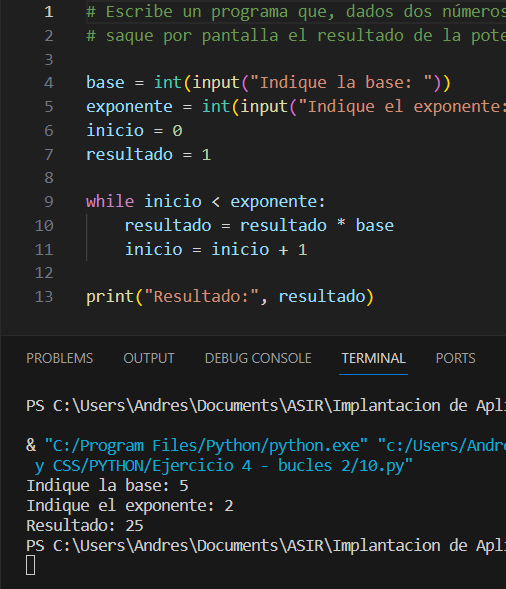 1 # Escribe un programa que, dados dos números
2 # saque por pantalla el resultado de la pote
3
4 base = int(input("Indique la base: "))
5 exponente = int(input("Indique el exponente:
6 inicio = 0
7 resultado = 1
8
9 while inicio < exponente:
10 resultado = resultado * base
11 inicio = inicio + 1
12
13 print("Resultado:", resultado)
PROBLEMS OUTPUT DEBUG CONSOLE TERMINAL PORTS
PS C:\Users\Andres\Documents\ASIR\Implantacion de Apli
& "C:/Program Files/Python/python.exe" "c:/Users/Andre
y CSS/PYTHON/Ejercicio 4 - bucles 2/10.py"
Indique la base: 5
Indique el exponente: 2
Resultado: 25
PS C:\Users\Andres\Documents\ASIR\Implantacion de Apli